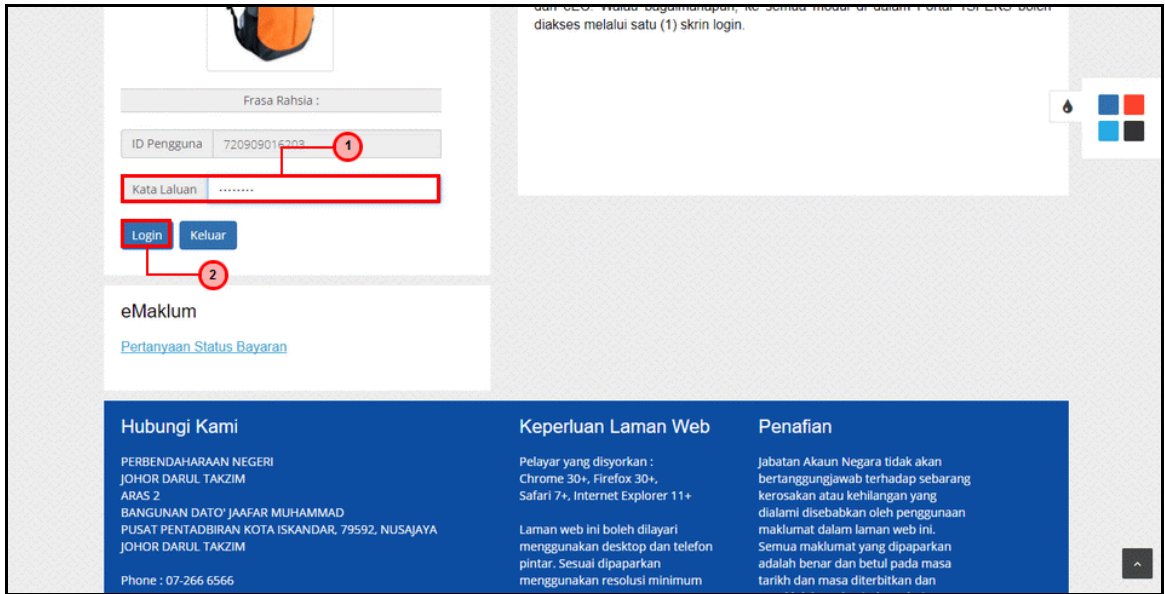 diakses melalui satu (1) skrin login.
Frasa Rahsia :
ID Pengguna 720909016203
1
Kata Laluan ........
Login Keluar
2
eMaklum
Pertanyaan Status Bayaran
Hubungi Kami
PERBENDAHARAAN NEGERI
JOHOR DARUL TAKZIM
ARAS 2
BANGUNAN DATO' JAAFAR MUHAMMAD
PUSAT PENTADBIRAN KOTA ISKANDAR, 79592, NUSAJAYA
JOHOR DARUL TAKZIM
Phone : 07-266 6566
Keperluan Laman Web
Pelayar yang disyorkan :
Chrome 30+, Firefox 30+,
Safari 7+, Internet Explorer 11+
Laman web ini boleh dilayari
menggunakan desktop dan telefon
pintar. Sesuai dipaparkan
menggunakan resolusi minimum
Penafian
Jabatan Akaun Negara tidak akan
bertanggungjawab terhadap sebarang
kerosakan atau kehilangan yang
dialami disebabkan oleh penggunaan
maklumat dalam laman web ini.
Semua maklumat yang dipaparkan
adalah benar dan betul pada masa
tarikh dan masa diterbitkan dan